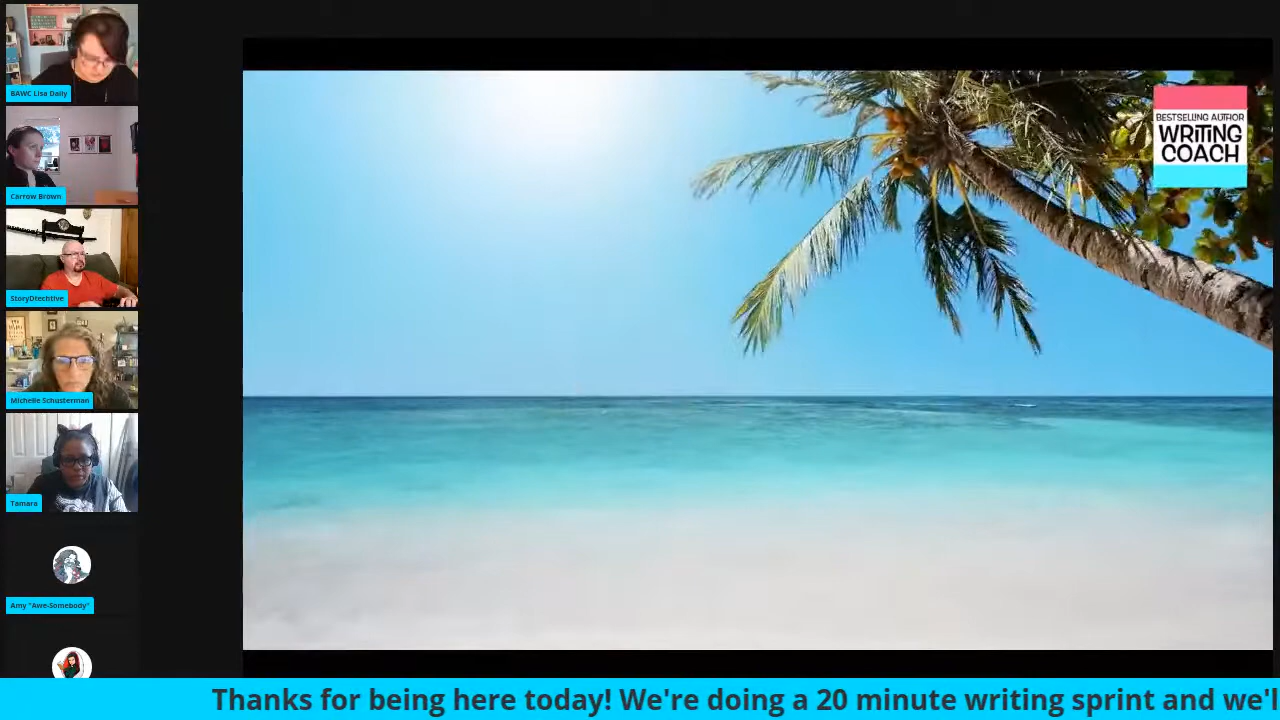 BAWC Lisa Daily
Carrow Brown
StoryDtechtive
Michelle Schusterman
Tamara
Amy "Awe-Somebody"
BESTSELLING AUTHOR
WRITING
COACH
Thanks for being here today! We're doing a 20 minute writing sprint and we'l